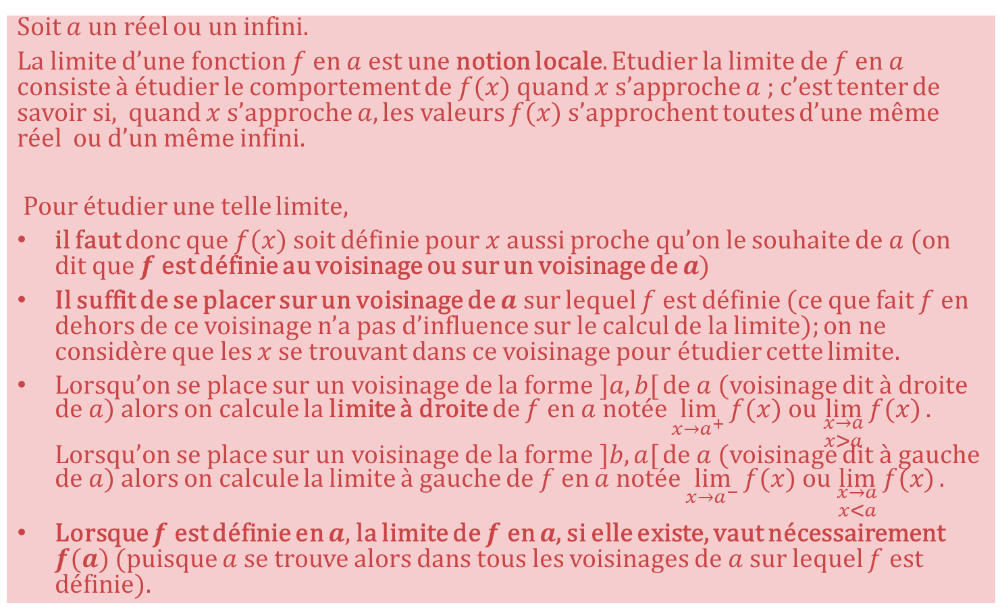 Soit a un réel ou un infini.
La limite d’une fonction f en a est une notion locale. Etudier la limite de f en a
consiste à étudier le comportement de f(x) quand x s’approche a ; c’est tenter de
savoir si, quand x s’approche a, les valeurs f(x) s’approchent toutes d’une même
réel ou d’un même infini.
Pour étudier une telle limite,
• il faut donc que f(x) soit définie pour x aussi proche qu’on le souhaite de a (on
dit que f est définie au voisinage ou sur un voisinage de a)
• Il suffit de se placer sur un voisinage de a sur lequel f est définie (ce que fait f en
dehors de ce voisinage n’a pas d’influence sur le calcul de la limite); on ne
considère que les x se trouvant dans ce voisinage pour étudier cette limite.
• Lorsqu’on se place sur un voisinage de la forme ]a, b[ de a (voisinage dit à droite
de a) alors on calcule la limite à droite de f en a notée lim f(x) ou lim f(x) .
x→a⁺ x→a
x>a
Lorsqu’on se place sur un voisinage de la forme ]b, a[ de a (voisinage dit à gauche
de a) alors on calcule la limite à gauche de f en a notée lim f(x) ou lim f(x) .
x→a⁻ x→a
x<a
• Lorsque f est définie en a, la limite de f en a, si elle existe, vaut nécessairement
f(a) (puisque a se trouve alors dans tous les voisinages de a sur lequel f est
définie).